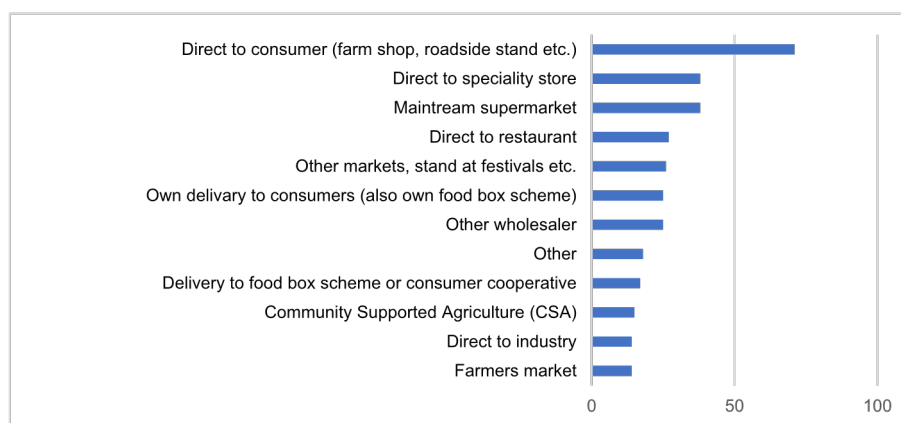 Direct to consumer (farm shop, roadside stand etc.)
Direct to speciality store
Maintream supermarket
Direct to restaurant
Other markets, stand at festivals etc.
Own delivary to consumers (also own food box scheme)
Other wholesaler
Other
Delivery to food box scheme or consumer cooperative
Community Supported Agriculture (CSA)
Direct to industry
Farmers market
0 50 100